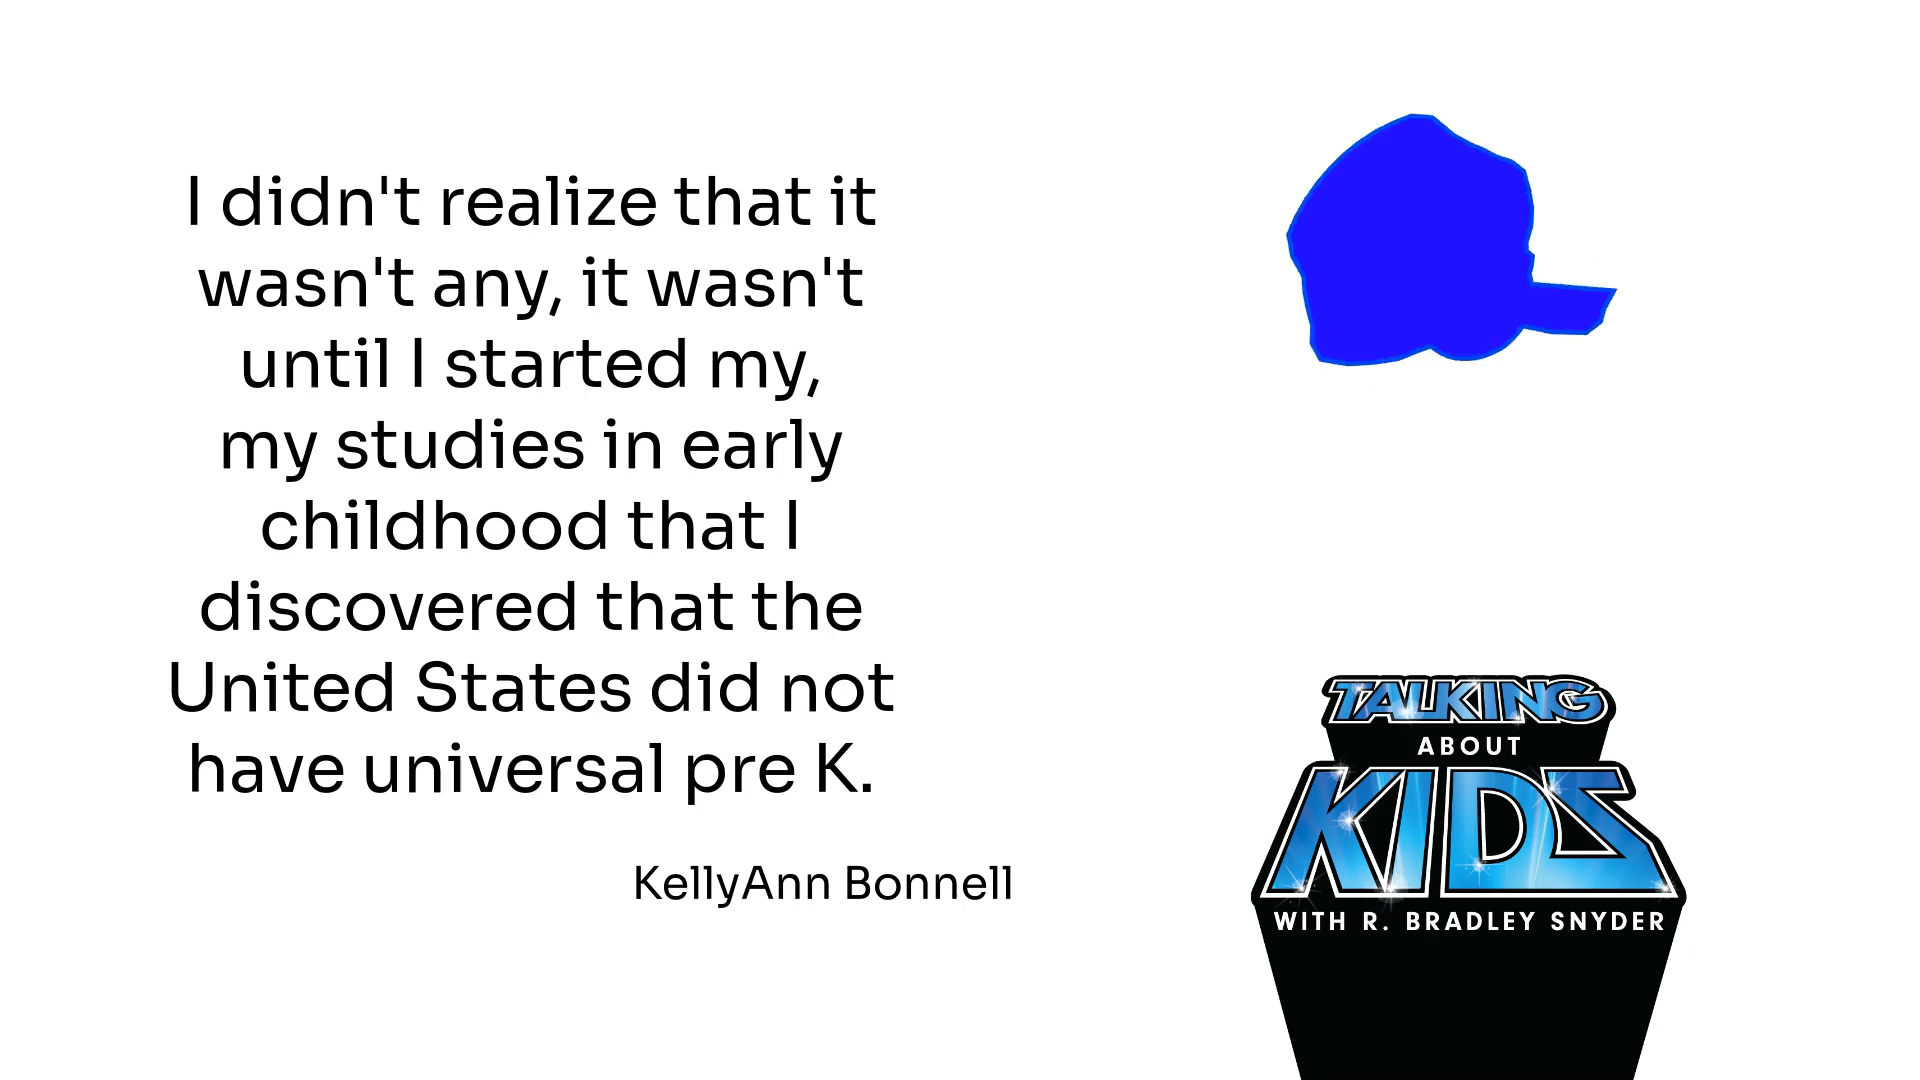 I didn't realize that it
wasn't any, it wasn't
until I started my,
my studies in early
childhood that I
discovered that the
United States did not
have universal pre K.
KellyAnn Bonnell
TALKING
ABOUT
KIDS
WITH R. BRADLEY SNYDER